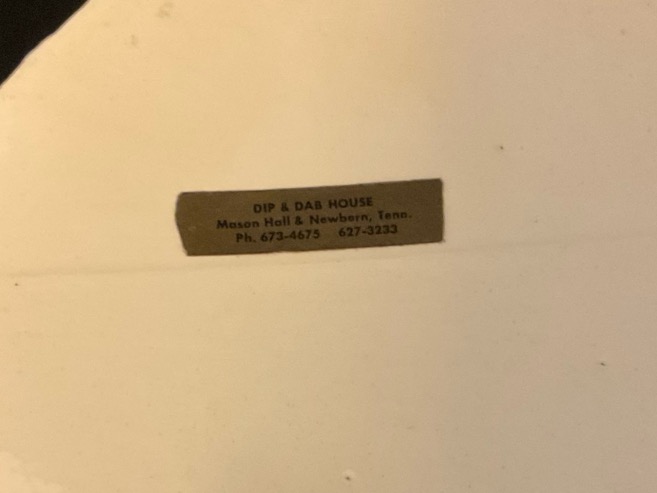 DIP & DAB HOUSE
Mason Hall & Newbern, Tenn.
Ph. 673-4675 627-3233